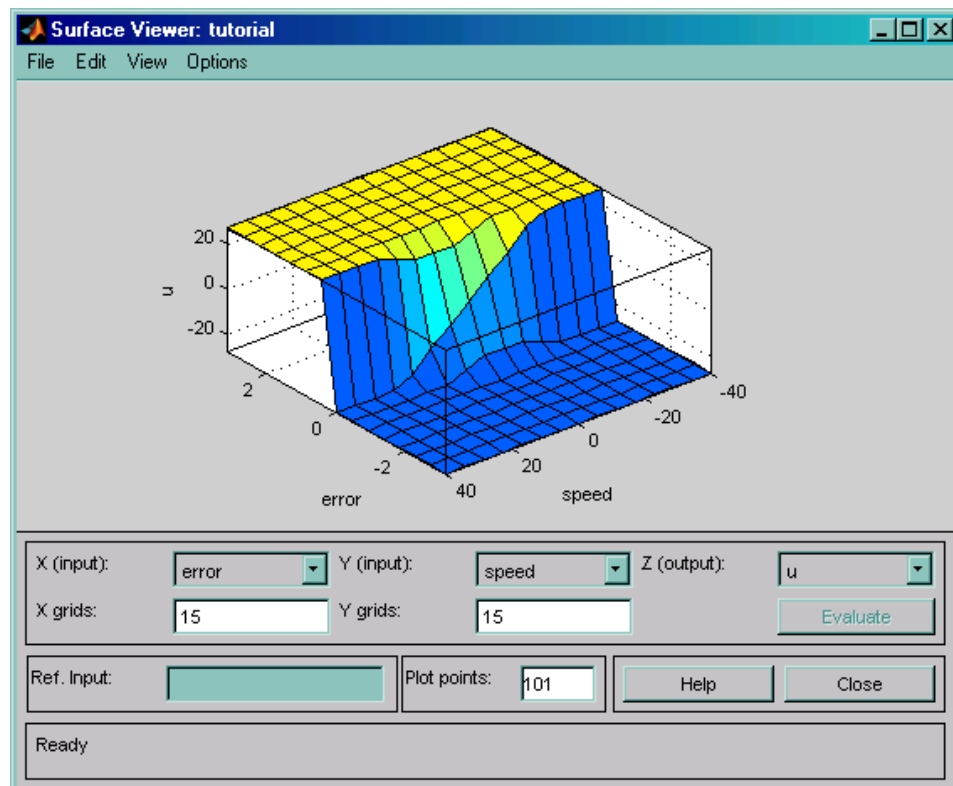 Surface Viewer: tutorial
File Edit View Options
20
0
-20
u
2
0
-2
error
40
20
0
-20
-40
speed
X (input): error Y (input): speed Z (output): u
X grids: 15 Y grids: 15 Evaluate
Ref. Input: Plot points: 101 Help Close
Ready